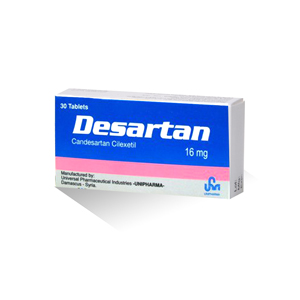 30 Tablets
Desartan
Candesartan Cilexetil
16 mg
Manufactured by:
Universal Pharmaceutical Industries -UNIPHARMA-
Damascus - Syria.